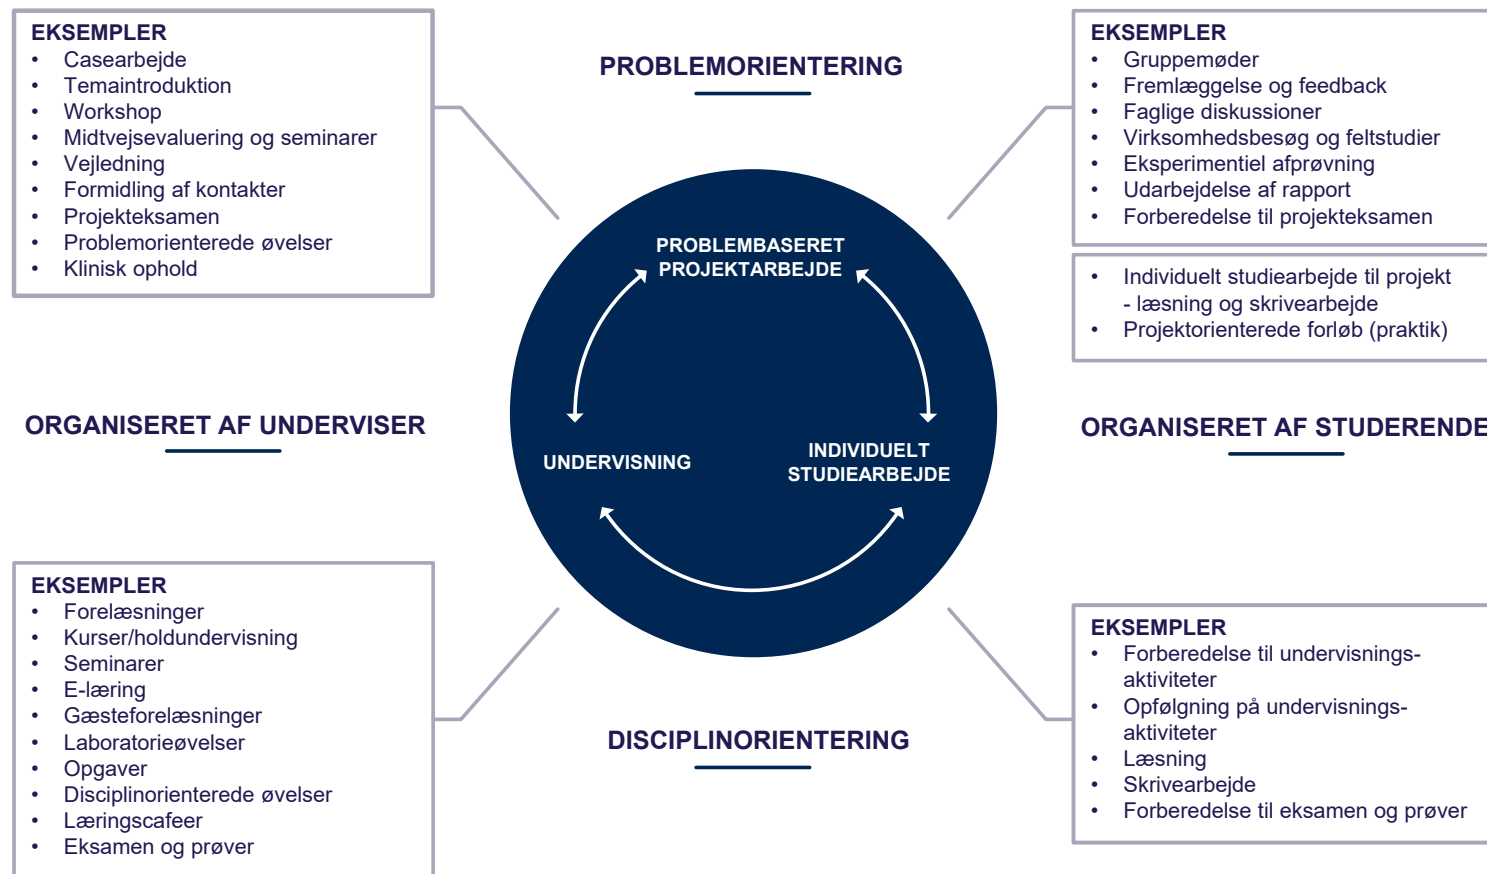 EKSEMPLER
• Casearbejde
• Temaintroduktion
• Workshop
• Midtvejsevaluering og seminarer
• Vejledning
• Formidling af kontakter
• Projekteksamen
• Problemorienterede øvelser
• Klinisk ophold
PROBLEMORIENTERING
EKSEMPLER
• Gruppemøder
• Fremlæggelse og feedback
• Faglige diskussioner
• Virksomhedsbesøg og feltstudier
• Eksperimentiel afprøvning
• Udarbejdelse af rapport
• Forberedelse til projekteksamen
• Individuelt studiearbejde til projekt
- læsning og skrivearbejde
• Projektorienterede forløb (praktik)
PROBLEMBASERET
PROJEKTARBEJDE
ORGANISERET AF UNDERVISER
ORGANISERET AF STUDERENDE
UNDERVISNING
INDIVIDUELT
STUDIEARBEJDE
EKSEMPLER
• Forelæsninger
• Kurser/holdundervisning
• Seminarer
• E-læring
• Gæsteforelæsninger
• Laboratorieøvelser
• Opgaver
• Disciplinorienterede øvelser
• Læringscafeer
• Eksamen og prøver
DISCIPLINORIENTERING
EKSEMPLER
• Forberedelse til undervisnings-
aktiviteter
• Opfølgning på undervisnings-
aktiviteter
• Læsning
• Skrivearbejde
• Forberedelse til eksamen og prøver